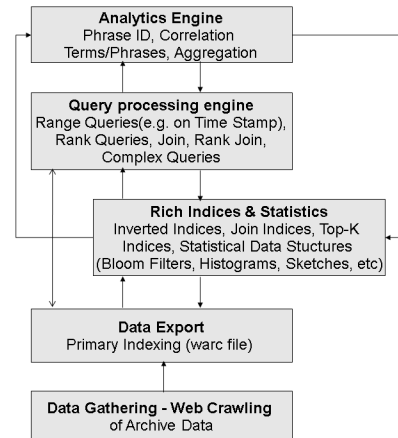 Analytics Engine
Phrase ID, Correlation
Terms/Phrases, Aggregation
Query processing engine
Range Queries(e.g. on Time Stamp),
Rank Queries, Join, Rank Join,
Complex Queries
Rich Indices & Statistics
Inverted Indices, Join Indices, Top-K
Indices, Statistical Data Stuctures
(Bloom Filters, Histograms, Sketches, etc)
Data Export
Primary Indexing (warc file)
Data Gathering - Web Crawling
of Archive Data